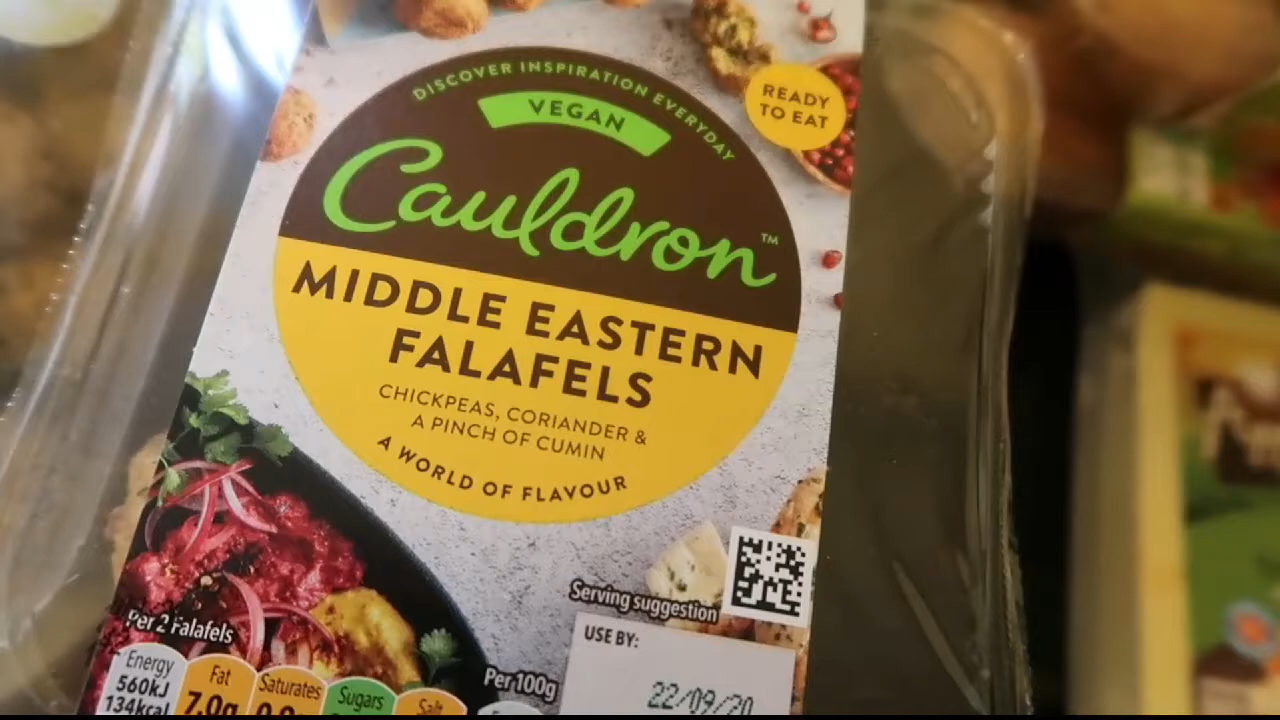 DISCOVER INSPIRATION EVERYDAY
VEGAN
READY
TO EAT
Cauldron™
MIDDLE EASTERN
FALAFELS
CHICKPEAS, CORIANDER &
A PINCH OF CUMIN
A WORLD OF FLAVOUR
Serving suggestion
USE BY:
22/09/20
Per 2 Falafels
Energy
560kJ
134kcal
Fat
7.0g
Saturates
Sugars
Salt
Per 100g